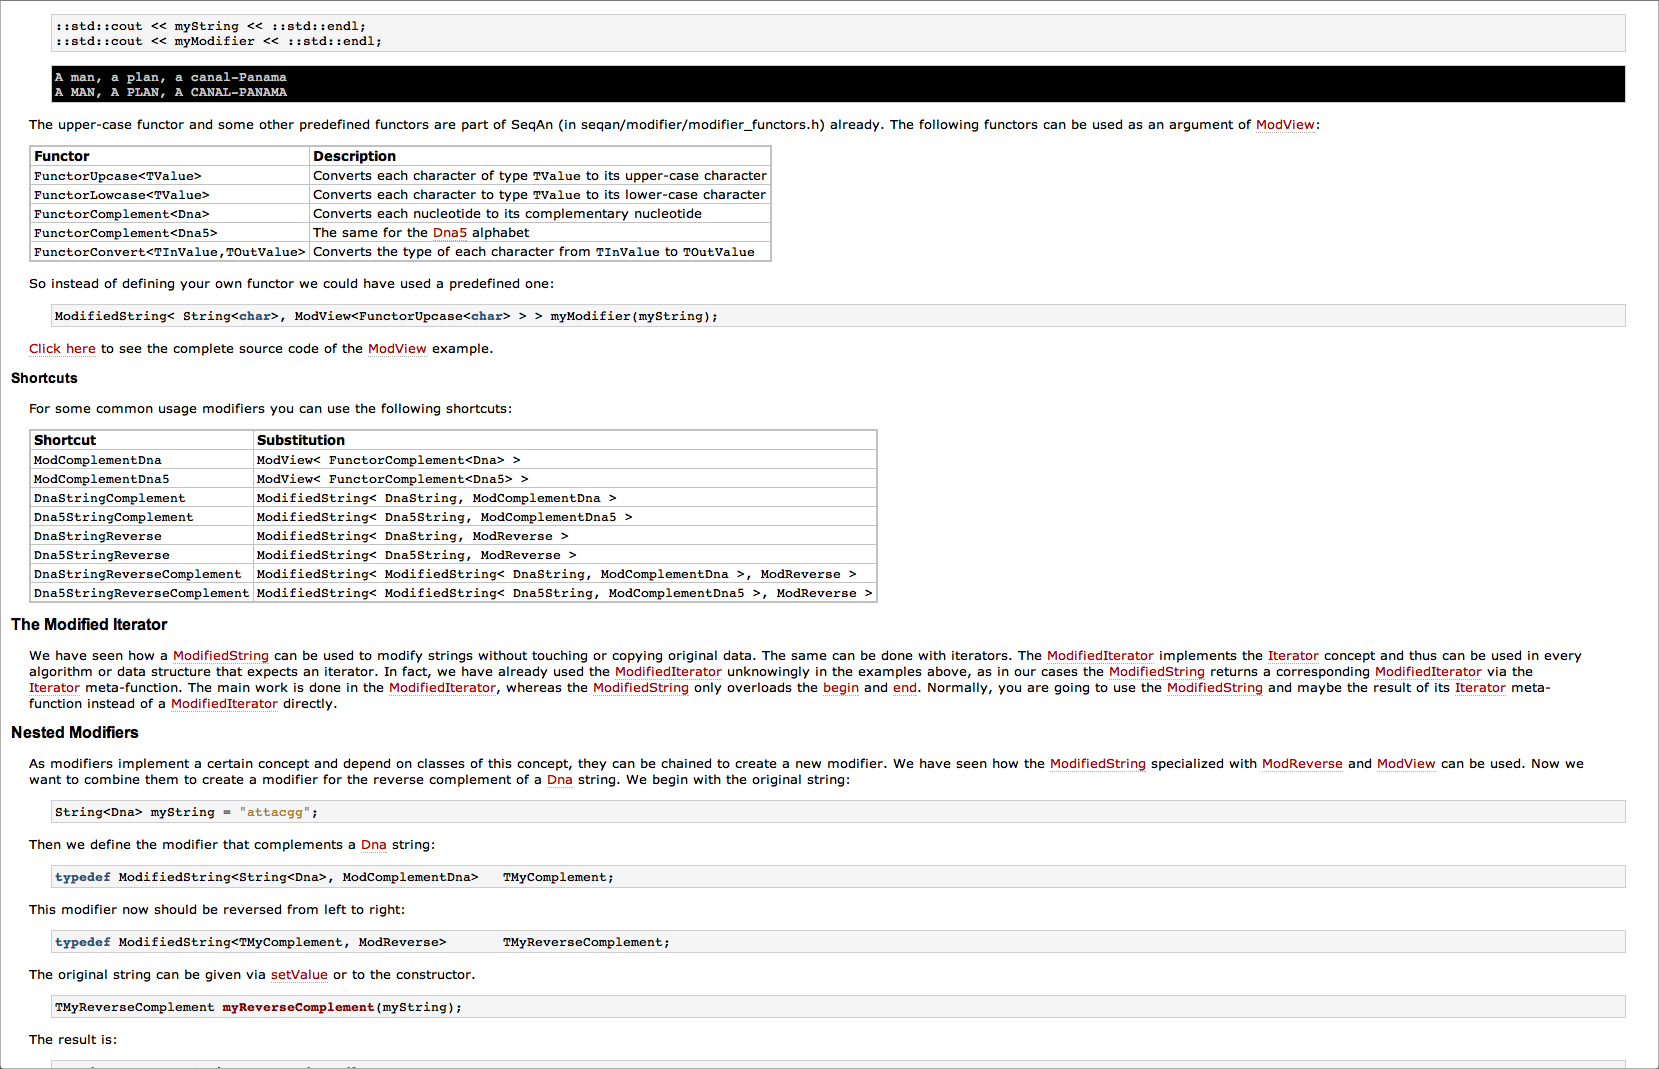 ::std::cout << myString << ::std::endl;
::std::cout << myModifier << ::std::endl;
A man, a plan, a canal-Panama
A MAN, A PLAN, A CANAL-PANAMA
The upper-case functor and some other predefined functors are part of SeqAn (in seqan/modifier/modifier_functors.h) already. The following functors can be used as an argument of ModView:
Functor Description
FunctorUpcase<TValue> Converts each character of type TValue to its upper-case character
FunctorLowcase<TValue> Converts each character to type TValue to its lower-case character
FunctorComplement<Dna> Converts each nucleotide to its complementary nucleotide
FunctorComplement<Dna5> The same for the Dna5 alphabet
FunctorConvert<TInValue,TOutValue> Converts the type of each character from TInValue to TOutValue
So instead of defining your own functor we could have used a predefined one:
ModifiedString< String<char>, ModView<FunctorUpcase<char> > > myModifier(myString);
Click here to see the complete source code of the ModView example.
Shortcuts
For some common usage modifiers you can use the following shortcuts:
Shortcut Substitution
ModComplementDna ModView< FunctorComplement<Dna> >
ModComplementDna5 ModView< FunctorComplement<Dna5> >
DnaStringComplement ModifiedString< DnaString, ModComplementDna >
Dna5StringComplement ModifiedString< Dna5String, ModComplementDna5 >
DnaStringReverse ModifiedString< DnaString, ModReverse >
Dna5StringReverse ModifiedString< Dna5String, ModReverse >
DnaStringReverseComplement ModifiedString< ModifiedString< DnaString, ModComplementDna >, ModReverse >
Dna5StringReverseComplement ModifiedString< ModifiedString< Dna5String, ModComplementDna5 >, ModReverse >
The Modified Iterator
We have seen how a ModifiedString can be used to modify strings without touching or copying original data. The same can be done with iterators. The ModifiedIterator implements the Iterator concept and thus can be used in every
algorithm or data structure that expects an iterator. In fact, we have already used the ModifiedIterator unknowingly in the examples above, as in our cases the ModifiedString returns a corresponding ModifiedIterator via the
Iterator meta-function. The main work is done in the ModifiedIterator, whereas the ModifiedString only overloads the begin and end. Normally, you are going to use the ModifiedString and maybe the result of its Iterator meta-
function instead of a ModifiedIterator directly.
Nested Modifiers
As modifiers implement a certain concept and depend on classes of this concept, they can be chained to create a new modifier. We have seen how the ModifiedString specialized with ModReverse and ModView can be used. Now we
want to combine them to create a modifier for the reverse complement of a Dna string. We begin with the original string:
String<Dna> myString = "attacgg";
Then we define the modifier that complements a Dna string:
typedef ModifiedString<String<Dna>, ModComplementDna> TMyComplement;
This modifier now should be reversed from left to right:
typedef ModifiedString<TMyComplement, ModReverse> TMyReverseComplement;
The original string can be given via setValue or to the constructor.
TMyReverseComplement myReverseComplement(myString);
The result is: